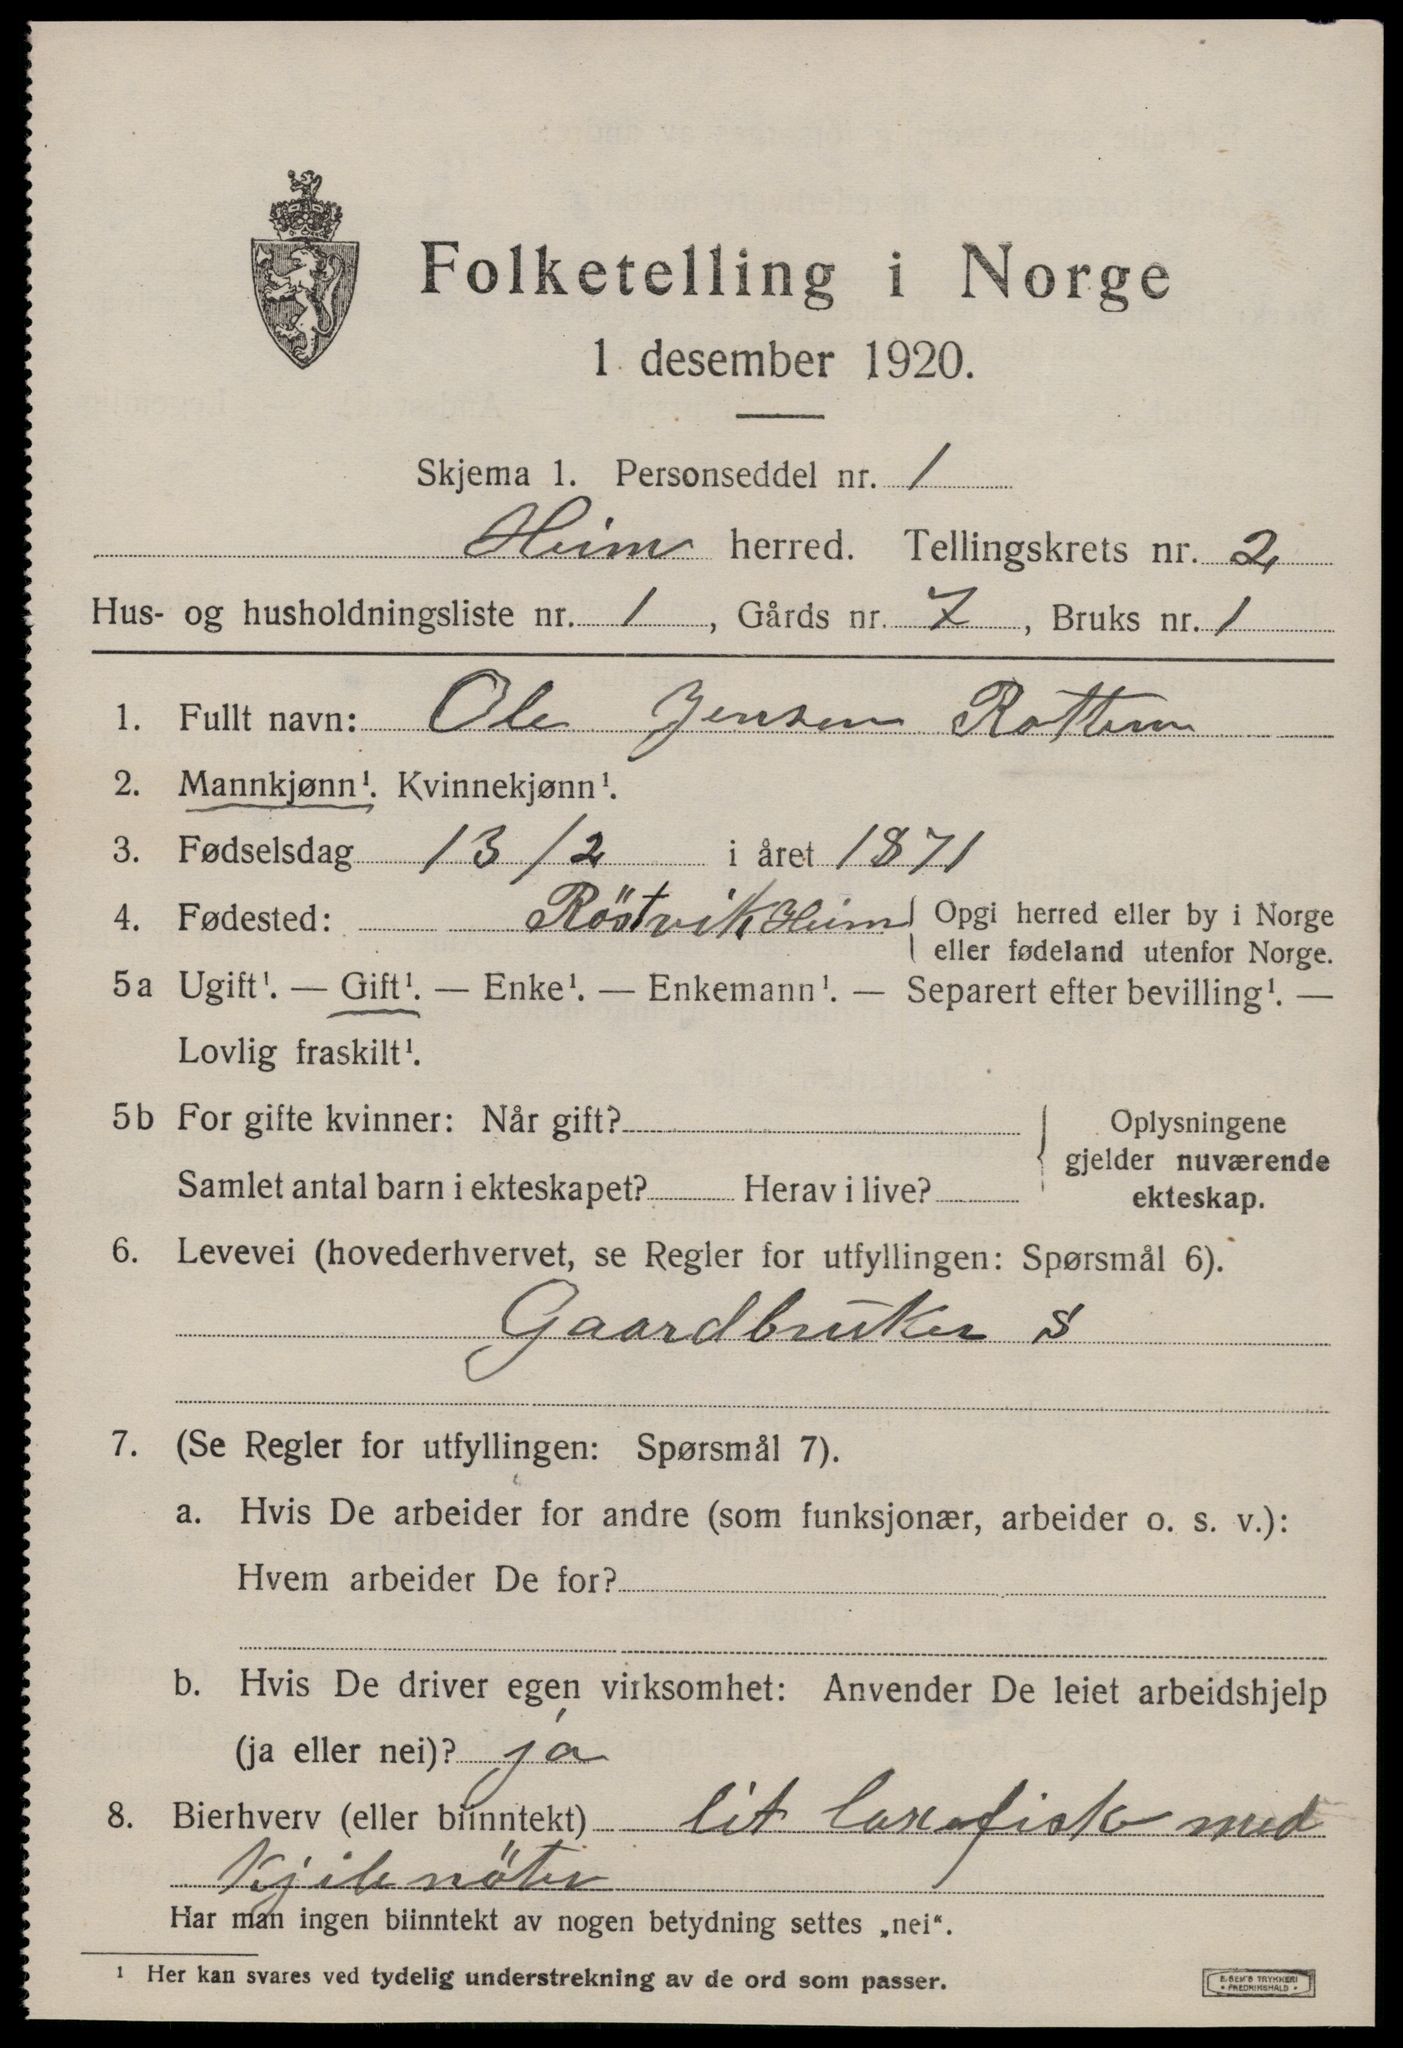 Folketelling i Norge
1 desember 1920.
Skjema 1. Personseddel nr. 1
Heim herred. Tellingskrets nr. 2
Hus- og husholdningsliste nr. 1, Gårds nr. 7, Bruks nr. 1
1. Fullt navn: Ole Jensen Rottem
2. Mannkjønn¹. Kvinnekjønn¹.
3. Fødselsdag 13/2 i året 1871
4. Fødested: Röstvik Heim { Opgi herred eller by i Norge
eller fødeland utenfor Norge.
5a Ugift¹. — Gift¹. — Enke¹. — Enkemann¹. — Separert efter bevilling¹. —
Lovlig fraskilt¹.
5b For gifte kvinner: Når gift?
Samlet antal barn i ekteskapet? Herav i live?
Oplysningene
gjelder nuværende
ekteskap.
6. Levevei (hovederhvervet, se Regler for utfyllingen: Spørsmål 6).
Gaardbruker s
7. (Se Regler for utfyllingen: Spørsmål 7).
a. Hvis De arbeider for andre (som funksjonær, arbeider o. s. v.):
Hvem arbeider De for?
b. Hvis De driver egen virksomhet: Anvender De leiet arbeidshjelp
(ja eller nei)? ja
8. Bierhverv (eller biinntekt) lit laxefiske med
Kjilenöter
Har man ingen biinntekt av nogen betydning settes „nei“.
¹ Her kan svares ved tydelig understrekning av de ord som passer.
E. SEM'S TRYKKERI
• FREDRIKSHALD •